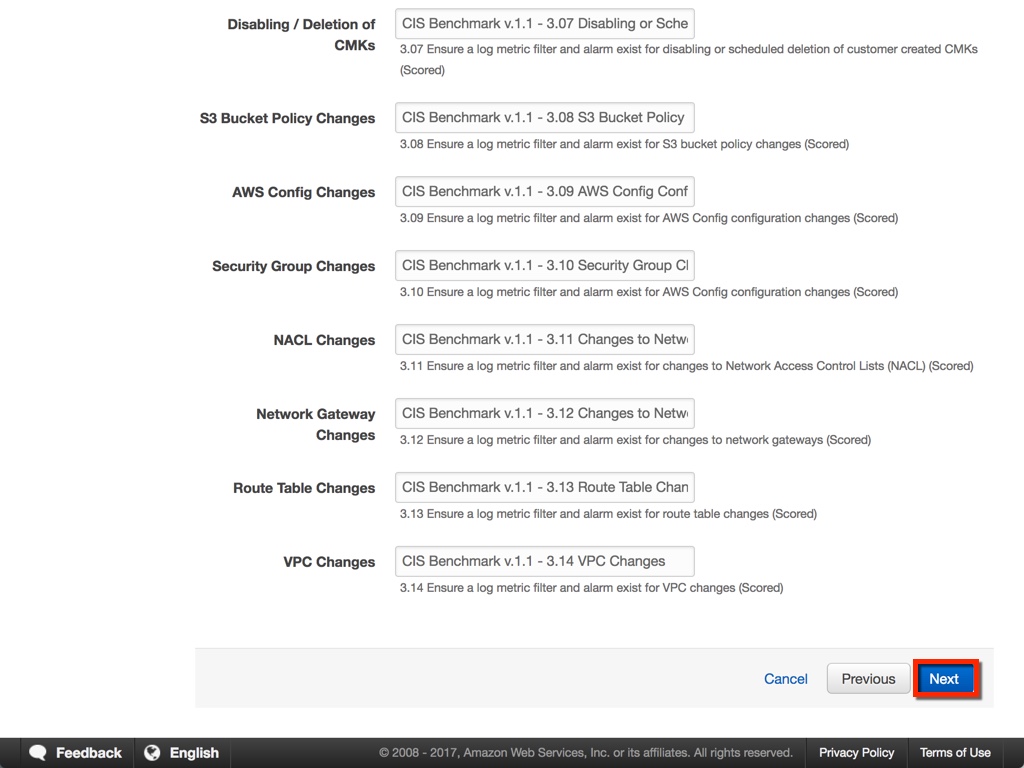 Disabling / Deletion of CMKs
CIS Benchmark v.1.1 - 3.07 Disabling or Sche
3.07 Ensure a log metric filter and alarm exist for disabling or scheduled deletion of customer created CMKs
(Scored)
S3 Bucket Policy Changes
CIS Benchmark v.1.1 - 3.08 S3 Bucket Policy
3.08 Ensure a log metric filter and alarm exist for S3 bucket policy changes (Scored)
AWS Config Changes
CIS Benchmark v.1.1 - 3.09 AWS Config Conf
3.09 Ensure a log metric filter and alarm exist for AWS Config configuration changes (Scored)
Security Group Changes
CIS Benchmark v.1.1 - 3.10 Security Group Cl
3.10 Ensure a log metric filter and alarm exist for AWS Config configuration changes (Scored)
NACL Changes
CIS Benchmark v.1.1 - 3.11 Changes to Netw
3.11 Ensure a log metric filter and alarm exist for changes to Network Access Control Lists (NACL) (Scored)
Network Gateway
Changes
CIS Benchmark v.1.1 - 3.12 Changes to Netw
3.12 Ensure a log metric filter and alarm exist for changes to network gateways (Scored)
Route Table Changes
CIS Benchmark v.1.1 - 3.13 Route Table Chan
3.13 Ensure a log metric filter and alarm exist for route table changes (Scored)
VPC Changes
CIS Benchmark v.1.1 - 3.14 VPC Changes
3.14 Ensure a log metric filter and alarm exist for VPC changes (Scored)
Cancel
Previous
Next
Feedback
English
© 2008 - 2017, Amazon Web Services, Inc. or its affiliates. All rights reserved.
Privacy Policy
Terms of Use